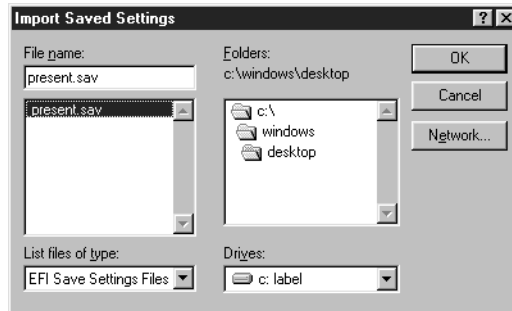 Import Saved Settings
File name:
present.sav
present.sav
List files of type:
EFI Save Settings Files
Folders:
c:\windows\desktop
c:\
windows
desktop
Drives:
c: label
OK
Cancel
Network...